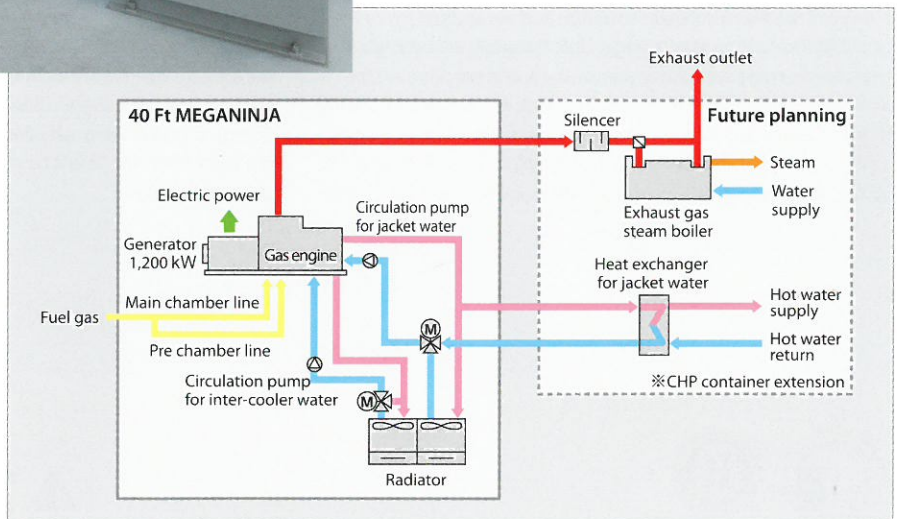 Exhaust outlet
40 Ft MEGANINJA
Silencer
Future planning
Steam
Electric power
Circulation pump
for jacket water
Water
supply
Exhaust gas
steam boiler
Generator
1,200 kW
Gas engine
Heat exchanger
for jacket water
Main chamber line
Fuel gas
Hot water
supply
Pre chamber line
M
Hot water
return
Circulation pump
for inter-cooler water
M
※CHP container extension
Radiator